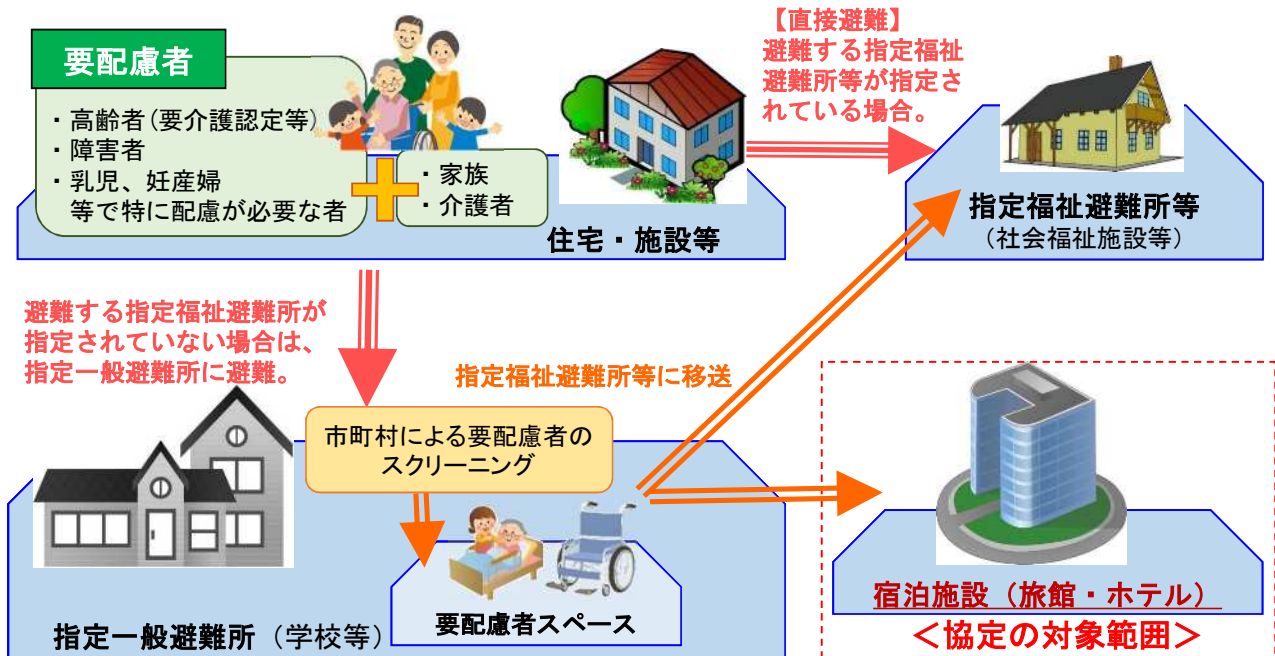 要配慮者
・高齢者(要介護認定等)
・障害者
・乳児、妊産婦
等で特に配慮が必要な者
・家族
・介護者
住宅・施設等
【直接避難】
避難する指定福祉
避難所等が指定さ
れている場合。
指定福祉避難所等
（社会福祉施設等）
避難する指定福祉避難所が
指定されていない場合は、
指定一般避難所に避難。
指定福祉避難所等に移送
市町村による要配慮者の
スクリーニング
要配慮者スペース
指定一般避難所（学校等）
宿泊施設（旅館・ホテル）
＜協定の対象範囲＞